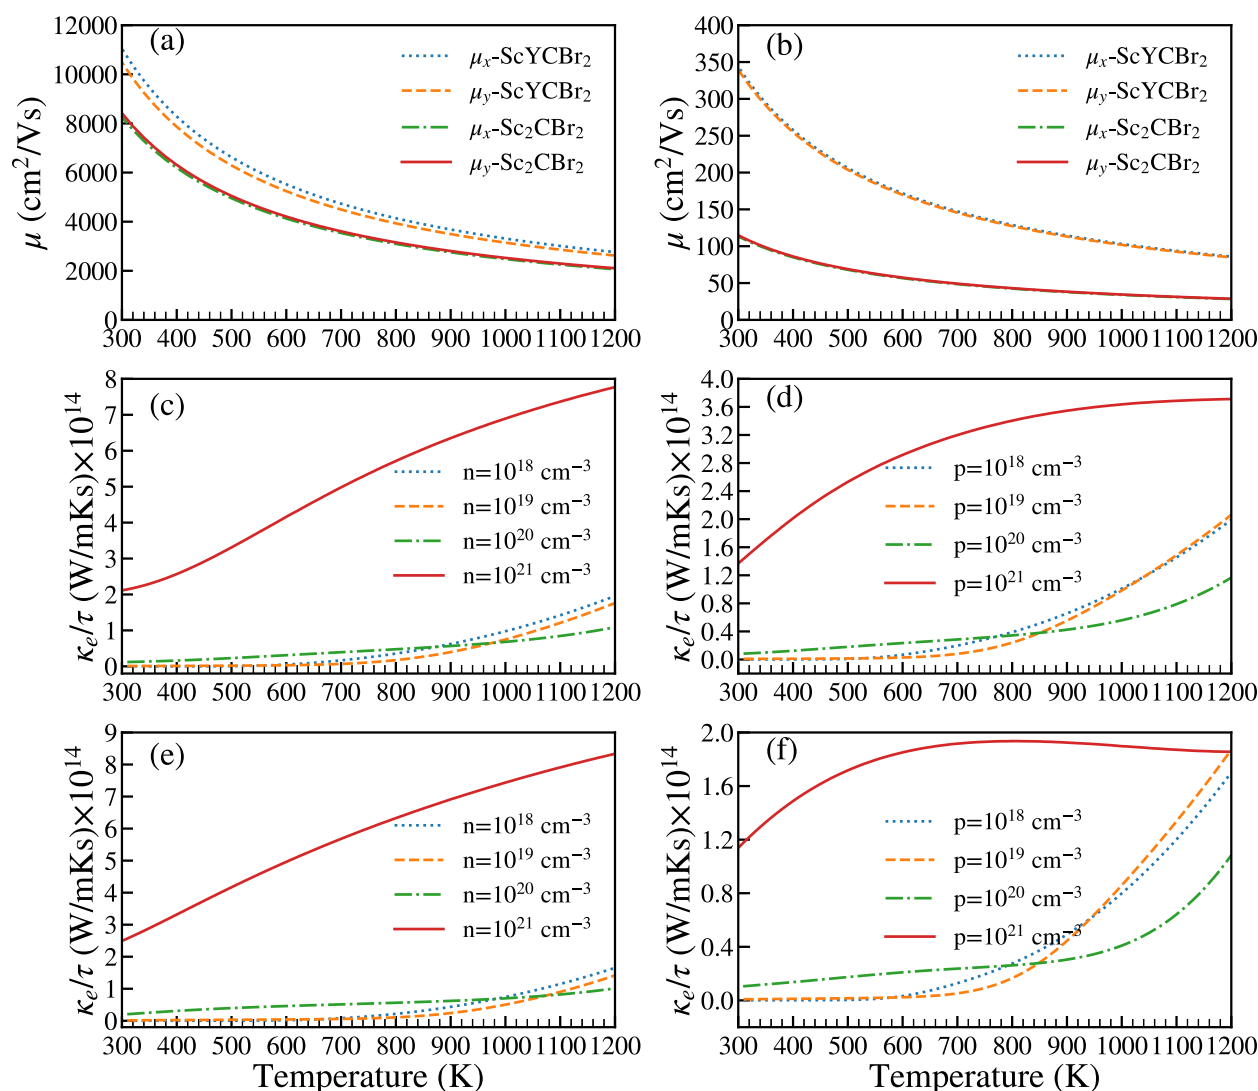 (a)
μx-ScYCBr₂
μy-ScYCBr₂
μx-Sc₂CBr₂
μy-Sc₂CBr₂
μ (cm²/Vs)
12000
10000
8000
6000
4000
2000
0
300 400 500 600 700 800 900 1000 1100 1200
(b)
μx-ScYCBr₂
μy-ScYCBr₂
μx-Sc₂CBr₂
μy-Sc₂CBr₂
μ (cm²/Vs)
400
350
300
250
200
150
100
50
0
300 400 500 600 700 800 900 1000 1100 1200
(c)
n=10¹⁸ cm⁻³
n=10¹⁹ cm⁻³
n=10²⁰ cm⁻³
n=10²¹ cm⁻³
κe/τ (W/mKs)×10¹⁴
8
7
6
5
4
3
2
1
0
300 400 500 600 700 800 900 1000 1100 1200
(d)
p=10¹⁸ cm⁻³
p=10¹⁹ cm⁻³
p=10²⁰ cm⁻³
p=10²¹ cm⁻³
κe/τ (W/mKs)×10¹⁴
4.0
3.6
3.2
2.8
2.4
2.0
1.6
1.2
0.8
0.4
0.0
300 400 500 600 700 800 900 1000 1100 1200
(e)
n=10¹⁸ cm⁻³
n=10¹⁹ cm⁻³
n=10²⁰ cm⁻³
n=10²¹ cm⁻³
κe/τ (W/mKs)×10¹⁴
9
8
7
6
5
4
3
2
1
0
300 400 500 600 700 800 900 1000 1100 1200
Temperature (K)
(f)
p=10¹⁸ cm⁻³
p=10¹⁹ cm⁻³
p=10²⁰ cm⁻³
p=10²¹ cm⁻³
κe/τ (W/mKs)×10¹⁴
2.0
1.6
1.2
0.8
0.4
0.0
300 400 500 600 700 800 900 1000 1100 1200
Temperature (K)